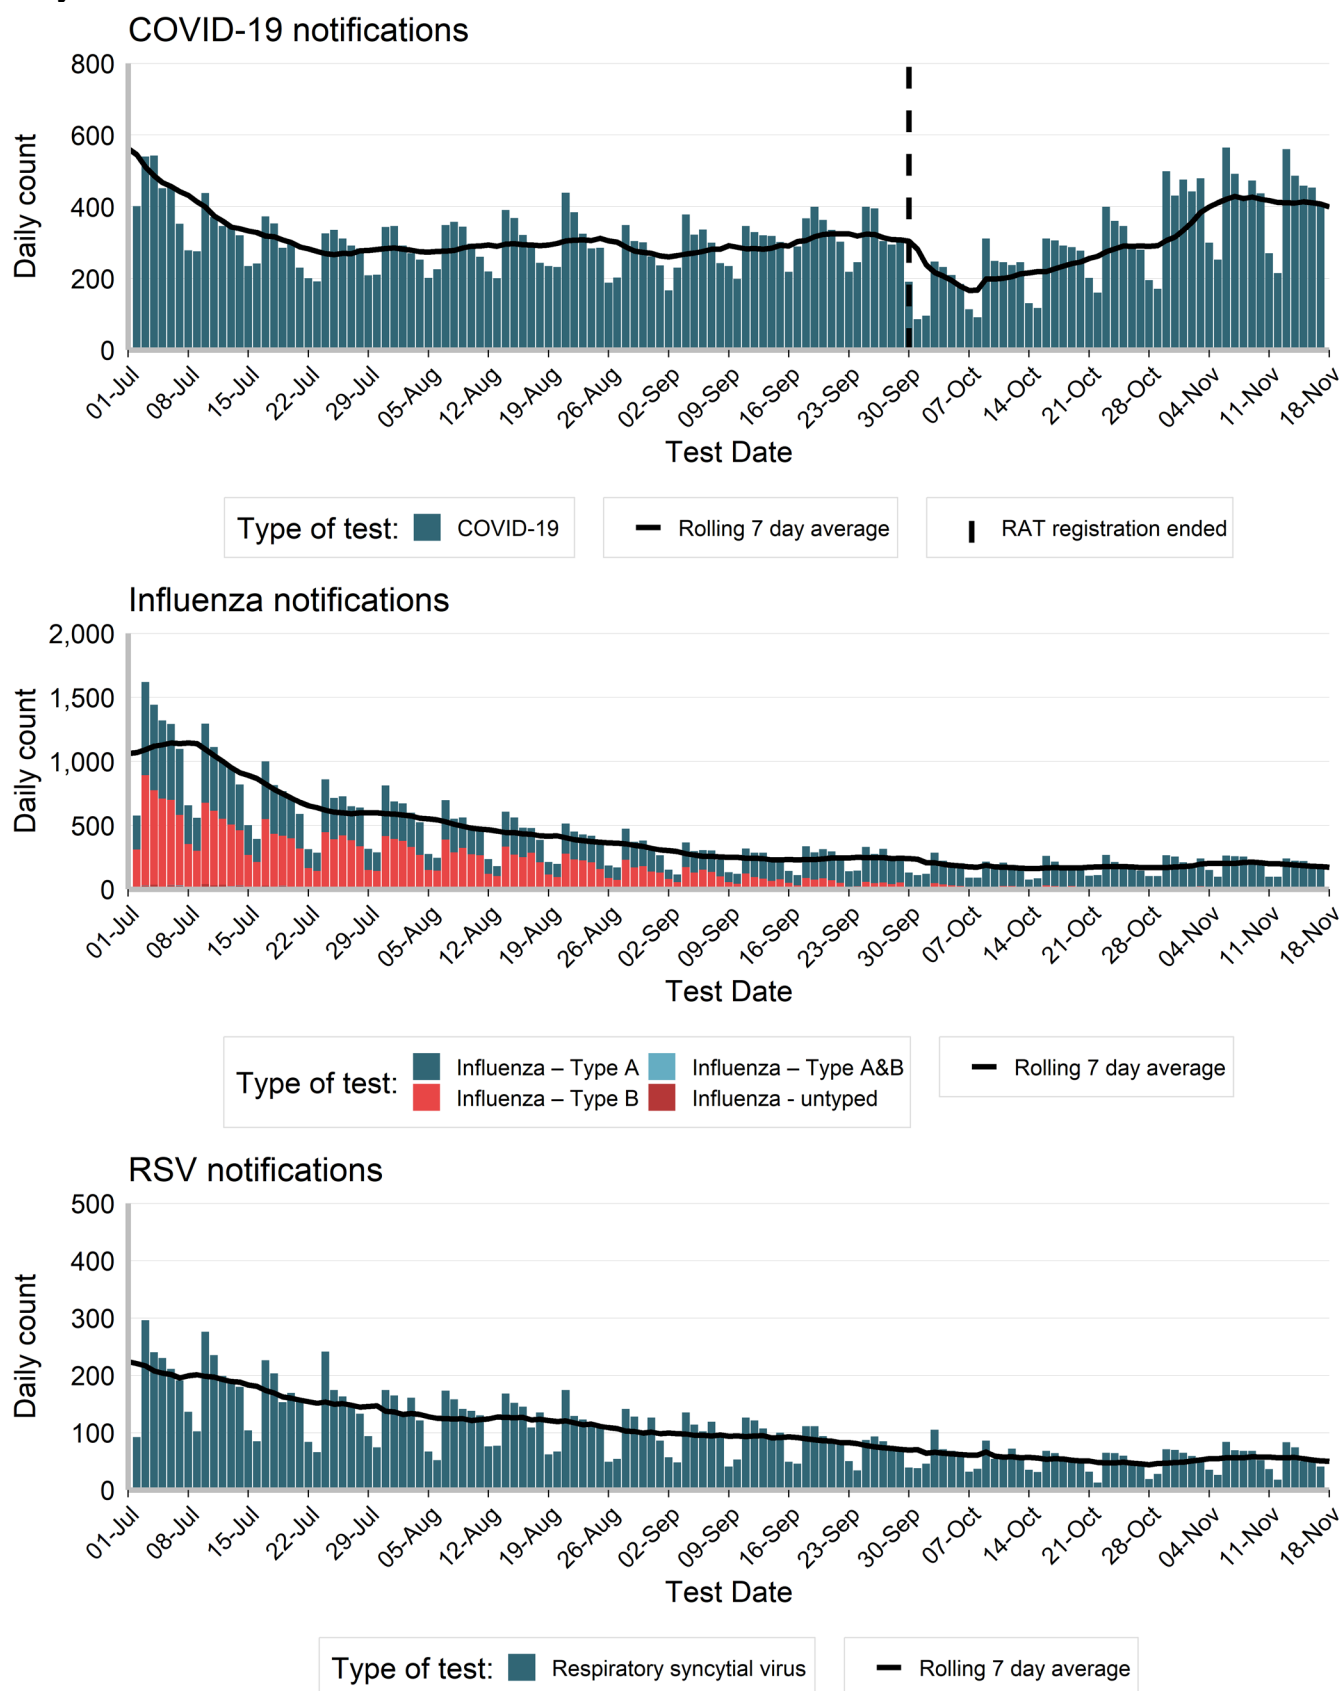 COVID-19 notifications
800
600
400
200
0
Daily count
01-Jul 08-Jul 15-Jul 22-Jul 29-Jul 05-Aug 12-Aug 19-Aug 26-Aug 02-Sep 09-Sep 16-Sep 23-Sep 30-Sep 07-Oct 14-Oct 21-Oct 28-Oct 04-Nov 11-Nov 18-Nov
Test Date
Type of test: COVID-19 Rolling 7 day average RAT registration ended
Influenza notifications
2,000
1,500
1,000
500
0
Daily count
01-Jul 08-Jul 15-Jul 22-Jul 29-Jul 05-Aug 12-Aug 19-Aug 26-Aug 02-Sep 09-Sep 16-Sep 23-Sep 30-Sep 07-Oct 14-Oct 21-Oct 28-Oct 04-Nov 11-Nov 18-Nov
Test Date
Type of test: Influenza – Type A Influenza – Type A&B Rolling 7 day average
Influenza – Type B Influenza - untyped
RSV notifications
500
400
300
200
100
0
Daily count
01-Jul 08-Jul 15-Jul 22-Jul 29-Jul 05-Aug 12-Aug 19-Aug 26-Aug 02-Sep 09-Sep 16-Sep 23-Sep 30-Sep 07-Oct 14-Oct 21-Oct 28-Oct 04-Nov 11-Nov 18-Nov
Test Date
Type of test: Respiratory syncytial virus Rolling 7 day average